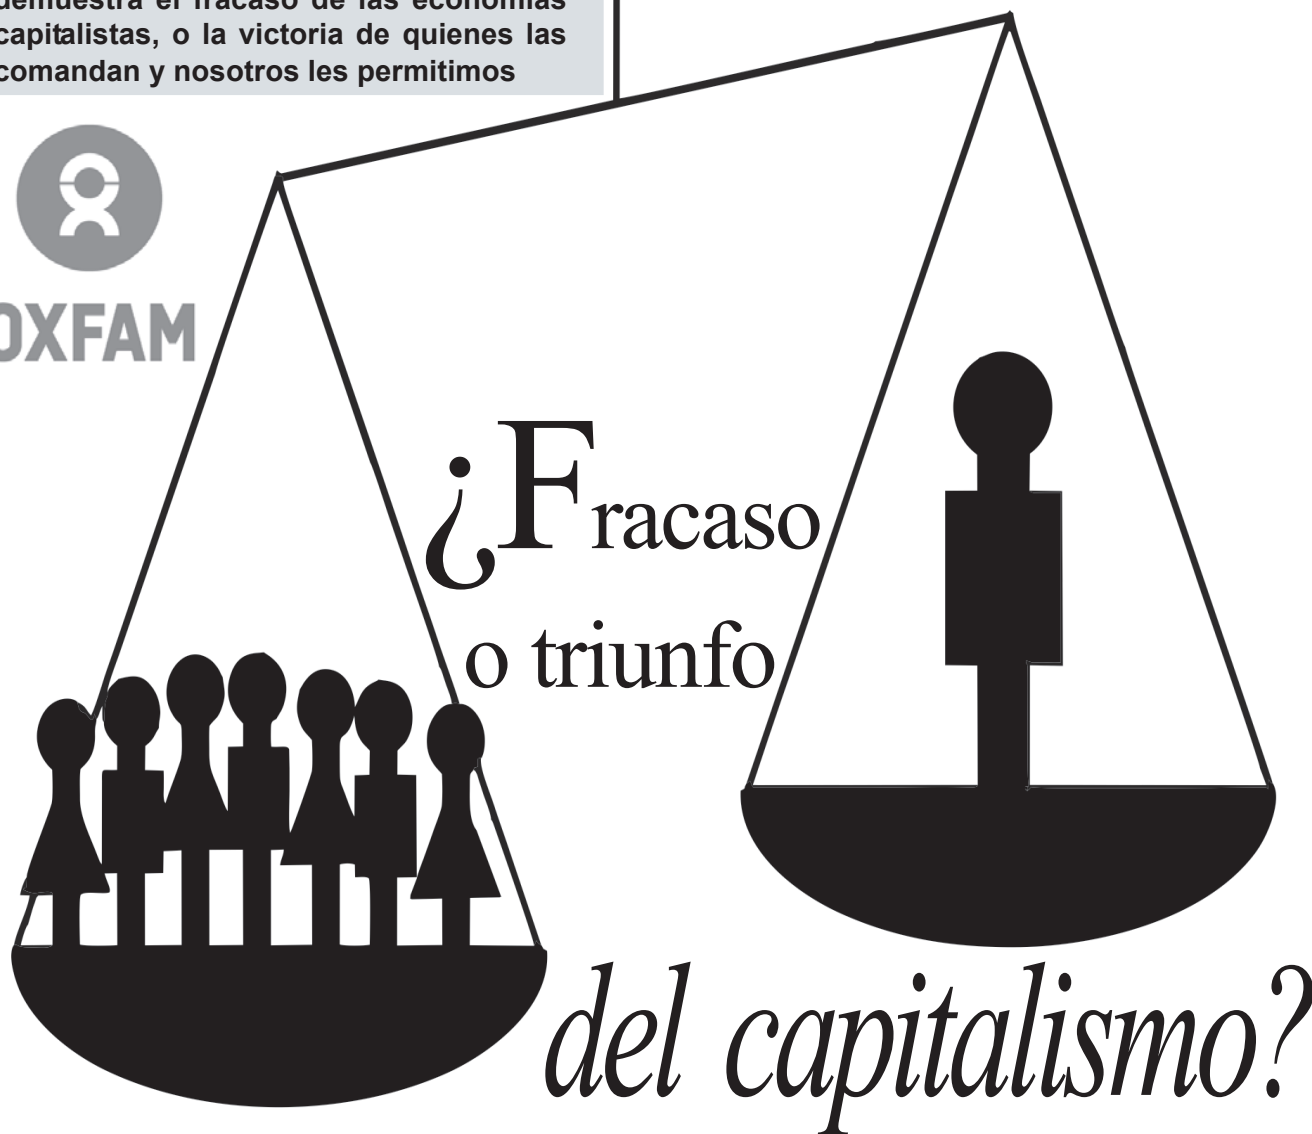 demuestra el fracaso de las economías
capitalistas, o la victoria de quienes las
comandan y nosotros les permitimos
OXFAM
¿Fracaso
o triunfo
del capitalismo?